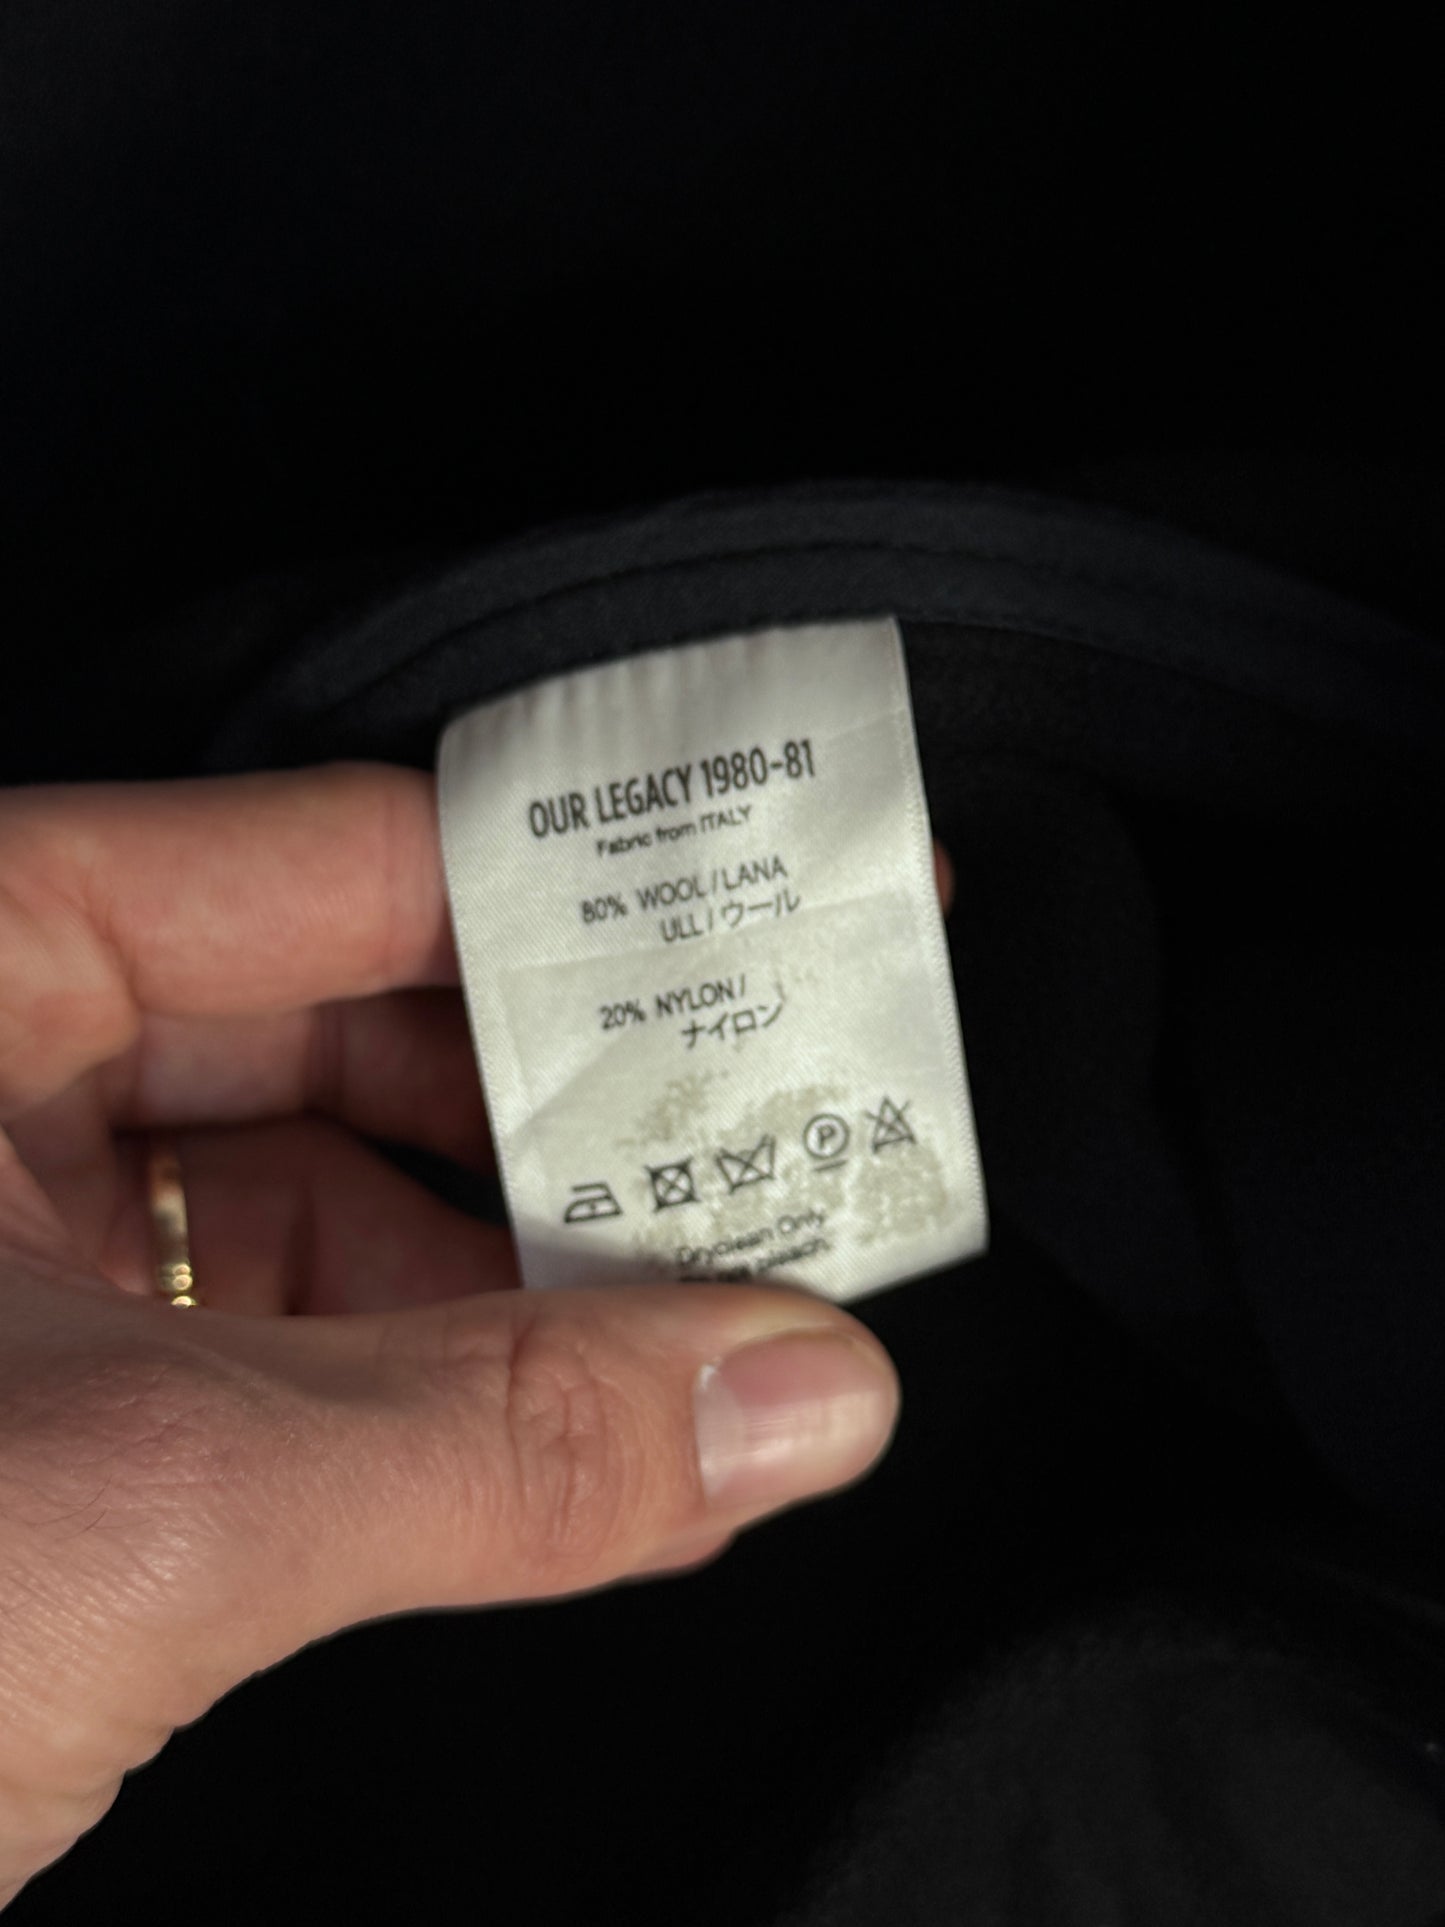 OUR LEGACY 1980-81
Fabric from ITALY
80% WOOL / LANA
ULL / ウール
20% NYLON /
ナイロン
P
Dryclean Only
bleach